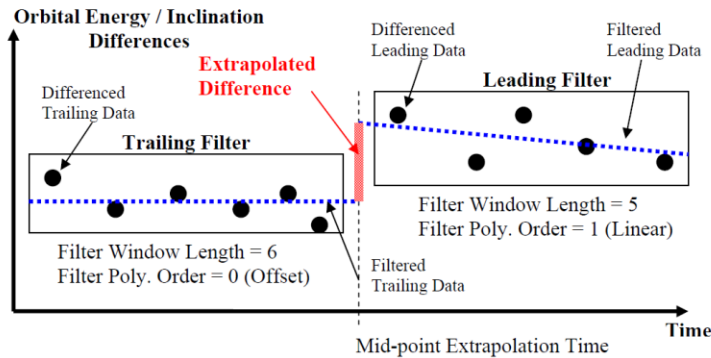 Orbital Energy / Inclination
Differences
Differenced
Trailing Data
Trailing Filter
Extrapolated
Difference
Differenced
Leading Data
Filtered
Leading Data
Leading Filter
Filter Window Length = 6
Filter Poly. Order = 0 (Offset)
Filtered
Trailing Data
Filter Window Length = 5
Filter Poly. Order = 1 (Linear)
Time
Mid-point Extrapolation Time